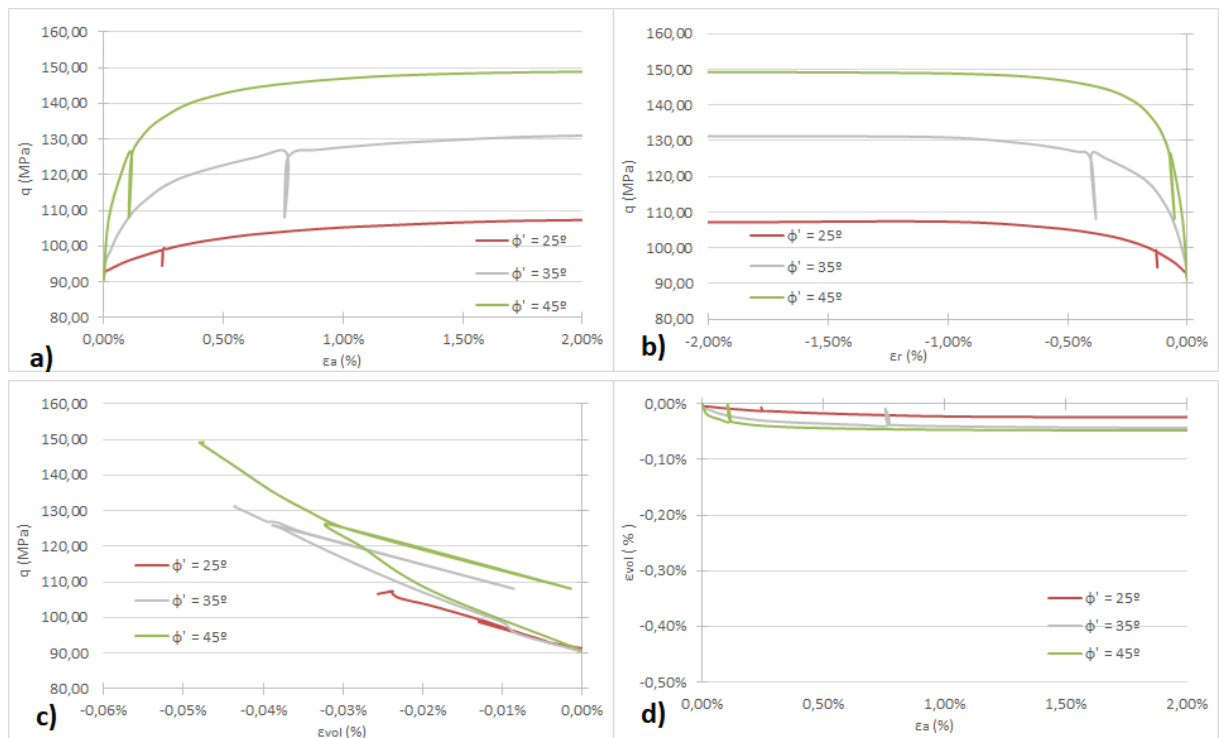 160,00
150,00
140,00
130,00
120,00
110,00
100,00
90,00
80,00
q (MPa)
ϕ' = 25º
ϕ' = 35º
ϕ' = 45º
0,00%
0,50%
1,00%
1,50%
2,00%
εa (%)
a)
160,00
150,00
140,00
130,00
120,00
110,00
100,00
90,00
80,00
q (MPa)
ϕ' = 25º
ϕ' = 35º
ϕ' = 45º
-2,00%
-1,50%
-1,00%
-0,50%
0,00%
εr (%)
b)
160,00
150,00
140,00
130,00
120,00
110,00
100,00
90,00
80,00
q (MPa)
ϕ' = 25º
ϕ' = 35º
ϕ' = 45º
-0,06%
-0,05%
-0,04%
-0,03%
-0,02%
-0,01%
0,00%
εvol (%)
c)
0,00%
-0,10%
-0,20%
-0,30%
-0,40%
-0,50%
εvol ( % )
ϕ' = 25º
ϕ' = 35º
ϕ' = 45º
0,00%
0,50%
1,00%
1,50%
2,00%
εa (%)
d)